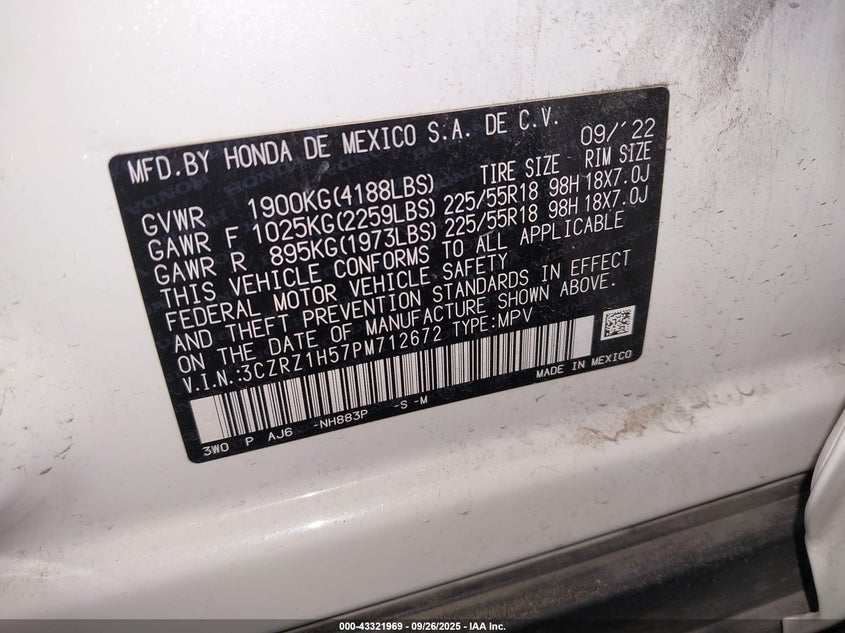 MFD.BY HONDA DE MEXICO S.A. DE C.V. 09/'22
TIRE SIZE RIM SIZE
GVWR 1900KG(4188LBS)
GAWR F 1025KG(2259LBS) 225/55R18 98H 18X7.0J
GAWR R 895KG(1973LBS) 225/55R18 98H 18X7.0J
THIS VEHICLE CONFORMS TO ALL APPLICABLE
FEDERAL MOTOR VEHICLE SAFETY
AND THEFT PREVENTION STANDARDS IN EFFECT
ON THE DATE OF MANUFACTURE SHOWN ABOVE.
V.I.N.:3CZRZ1H57PM712672 TYPE:MPV
MADE IN MEXICO
3WO P AJ6 -NH883P -S -M
000-43321969 - 09/26/2025 - IAA Inc.